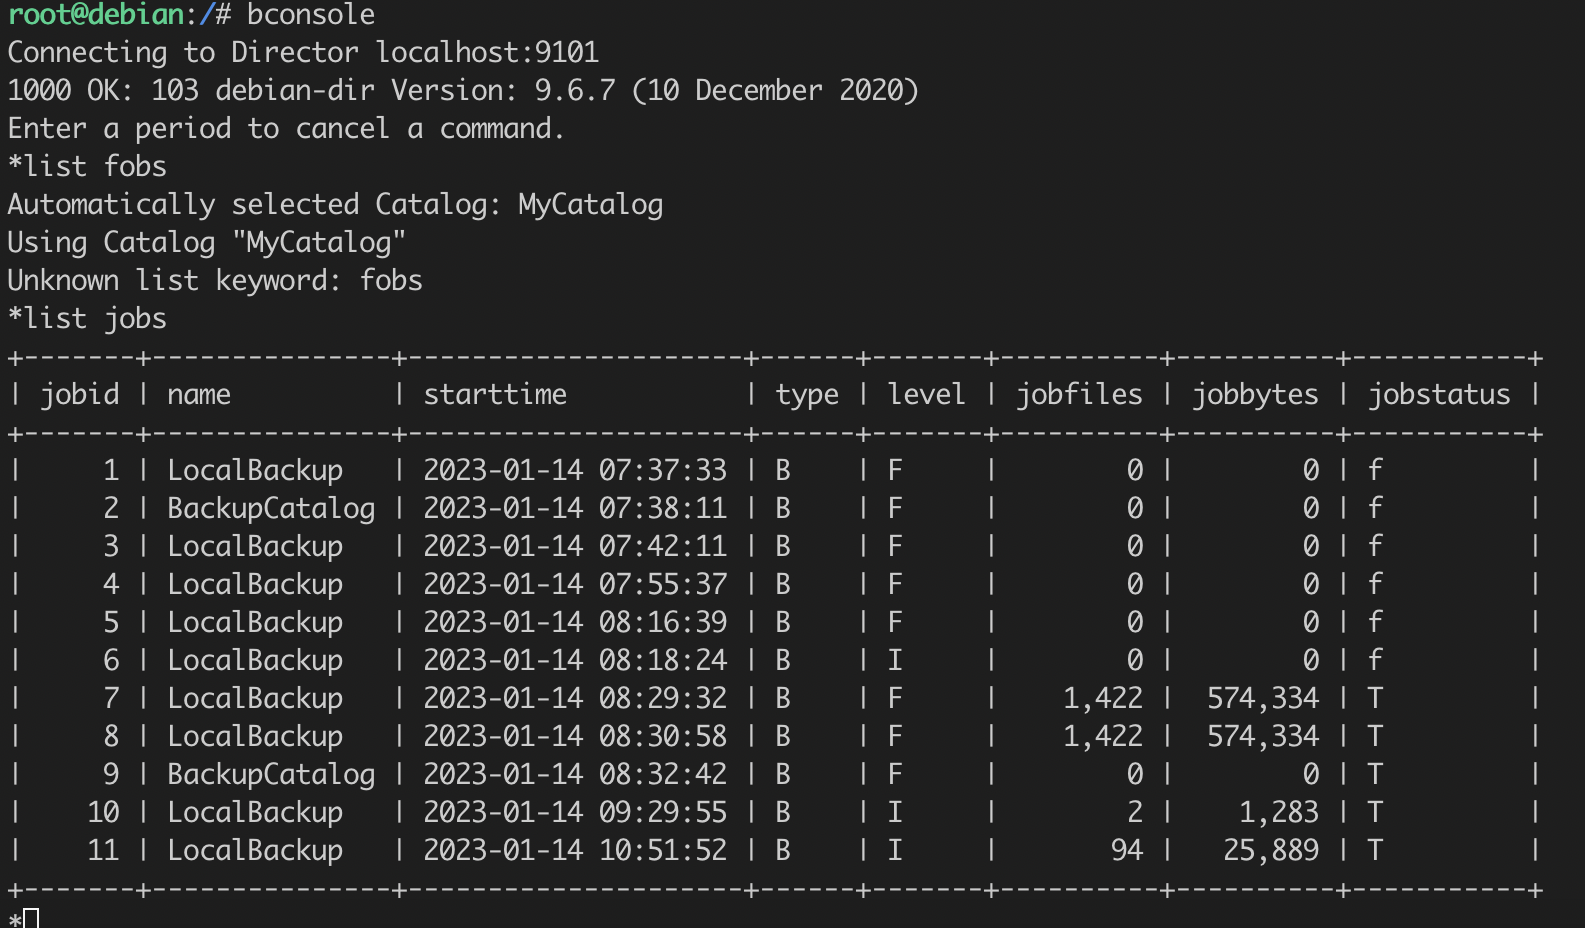 root@debian:/# bconsole
Connecting to Director localhost:9101
1000 OK: 103 debian-dir Version: 9.6.7 (10 December 2020)
Enter a period to cancel a command.
*list fobs
Automatically selected Catalog: MyCatalog
Using Catalog "MyCatalog"
Unknown list keyword: fobs
*list jobs
+-------+---------------+---------------------+------+-------+----------+----------+-----------+
| jobid | name          | starttime           | type | level | jobfiles | jobbytes | jobstatus |
+-------+---------------+---------------------+------+-------+----------+----------+-----------+
|     1 | LocalBackup   | 2023-01-14 07:37:33 | B    | F     |        0 |        0 | f         |
|     2 | BackupCatalog | 2023-01-14 07:38:11 | B    | F     |        0 |        0 | f         |
|     3 | LocalBackup   | 2023-01-14 07:42:11 | B    | F     |        0 |        0 | f         |
|     4 | LocalBackup   | 2023-01-14 07:55:37 | B    | F     |        0 |        0 | f         |
|     5 | LocalBackup   | 2023-01-14 08:16:39 | B    | F     |        0 |        0 | f         |
|     6 | LocalBackup   | 2023-01-14 08:18:24 | B    | I     |        0 |        0 | f         |
|     7 | LocalBackup   | 2023-01-14 08:29:32 | B    | F     |    1,422 |  574,334 | T         |
|     8 | LocalBackup   | 2023-01-14 08:30:58 | B    | F     |    1,422 |  574,334 | T         |
|     9 | BackupCatalog | 2023-01-14 08:32:42 | B    | F     |        0 |        0 | T         |
|    10 | LocalBackup   | 2023-01-14 09:29:55 | B    | I     |        2 |    1,283 | T         |
|    11 | LocalBackup   | 2023-01-14 10:51:52 | B    | I     |       94 |   25,889 | T         |
+-------+---------------+---------------------+------+-------+----------+----------+-----------+
*